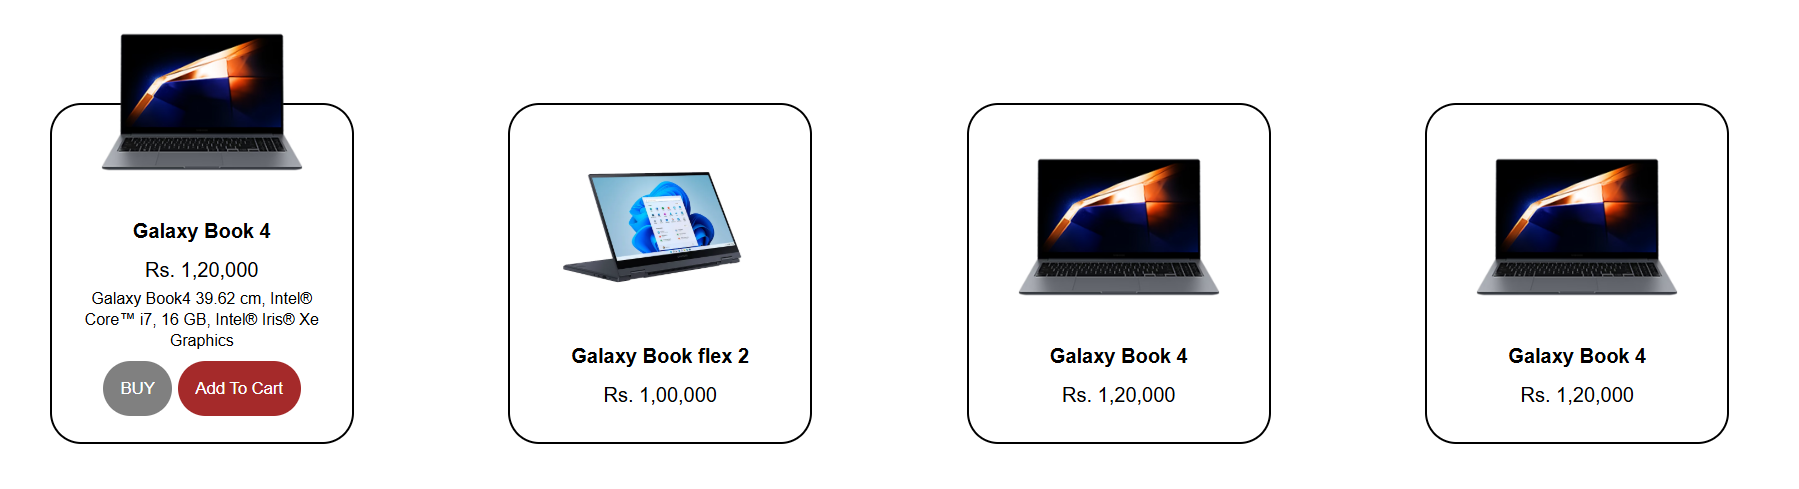 Galaxy Book 4
Rs. 1,20,000
Galaxy Book4 39.62 cm, Intel®
Core™ i7, 16 GB, Intel® Iris® Xe
Graphics
BUY
Add To Cart
Galaxy Book flex 2
Rs. 1,00,000
Galaxy Book 4
Rs. 1,20,000
Galaxy Book 4
Rs. 1,20,000